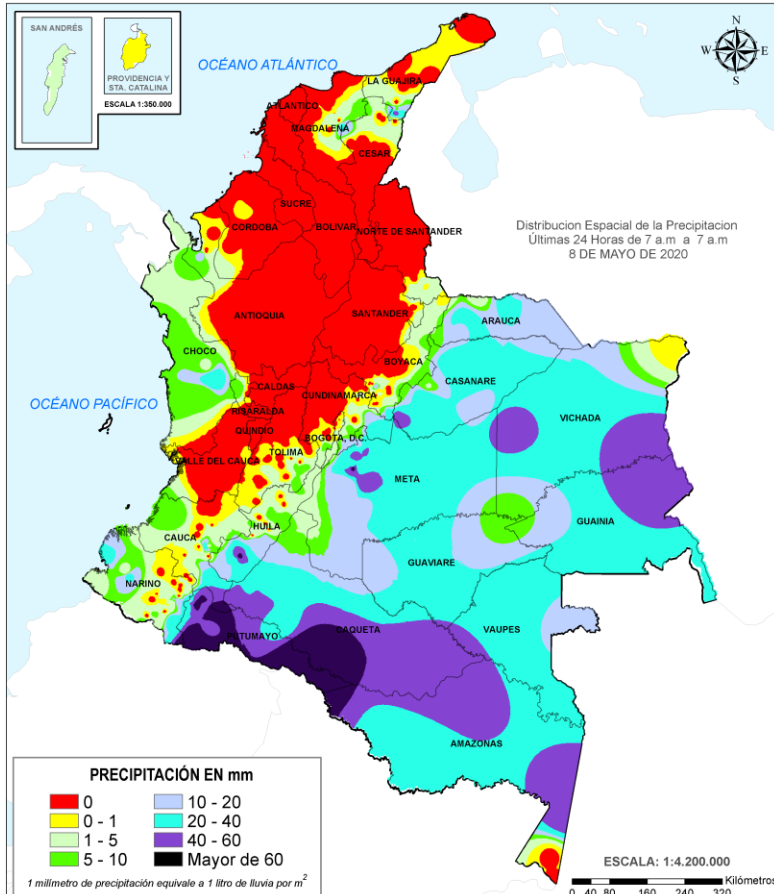 SAN ANDRÉS
PROVIDENCIA Y
STA. CATALINA
ESCALA 1:350.000
N
W E
S
OCÉANO ATLÁNTICO
LA GUAJIRA
ATLANTICO
MAGDALENA
CESAR
SUCRE
CORDOBA
BOLIVAR
NORTE DE SANTANDER
Distribucion Espacial de la Precipitacion
Últimas 24 Horas de 7 a.m a 7 a.m
8 DE MAYO DE 2020
ANTIOQUIA
SANTANDER
ARAUCA
CHOCO
BOYACA
CASANARE
CALDAS
CUNDINAMARCA
OCÉANO PACÍFICO
RISARALDA
VICHADA
QUINDIO
BOGOTA, D.C.
TOLIMA
VALLE DEL CAUCA
META
GUAINIA
HUILA
CAUCA
GUAVIARE
NARINO
PUTUMAYO
CAQUETA
VAUPES
AMAZONAS
PRECIPITACIÓN EN mm
0
0 - 1
1 - 5
5 - 10
10 - 20
20 - 40
40 - 60
Mayor de 60
1 milímetro de precipitación equivale a 1 litro de lluvia por m²
ESCALA: 1:4.200.000
Kilómetros
0 40 80 160 240 320